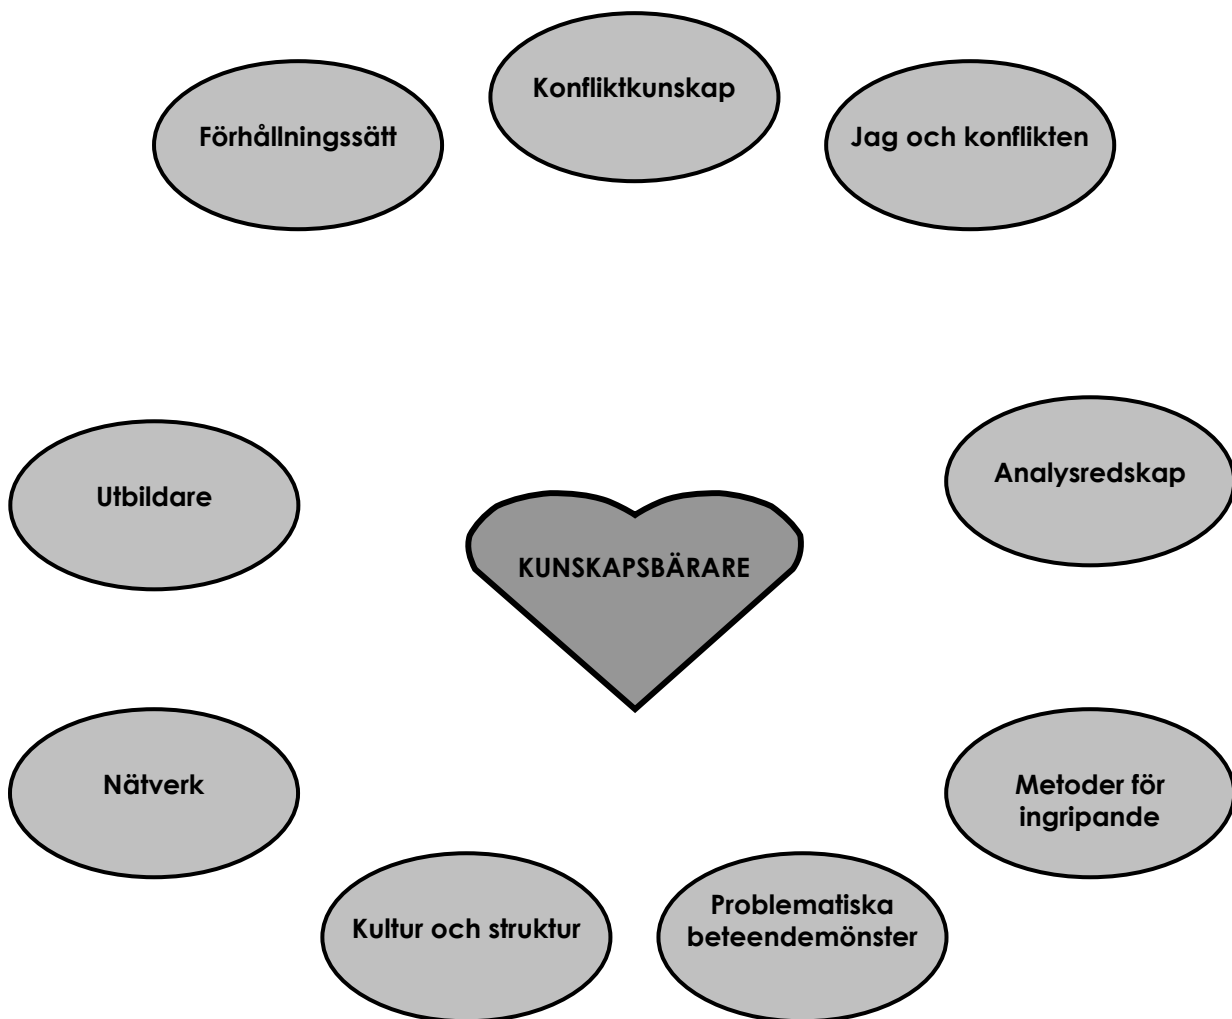 Konfliktkunskap
Förhållningssätt
Jag och konflikten
Analysredskap
Utbildare
KUNSKAPSBÄRARE
Nätverk
Metoder för
ingripande
Kultur och struktur
Problematiska
beteendemönster